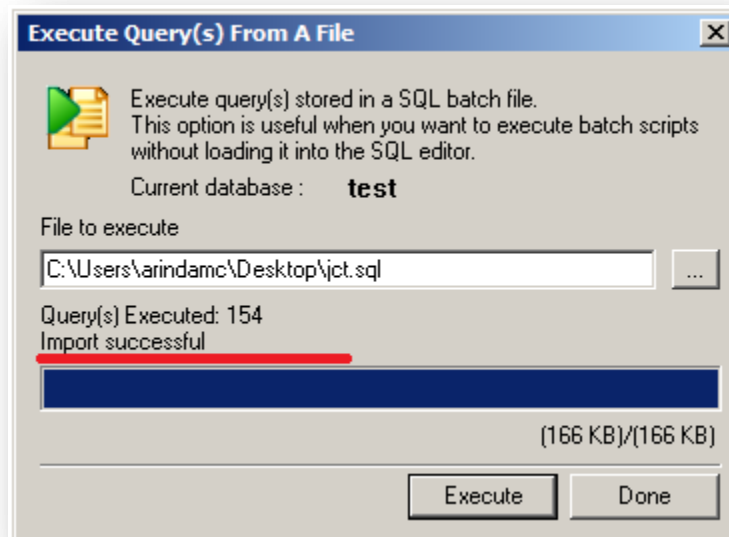 Execute Query(s) From A File
Execute query(s) stored in a SQL batch file.
This option is useful when you want to execute batch scripts
without loading it into the SQL editor.
Current database : test
File to execute
C:\Users\arindamc\Desktop\jct.sql
...
Query(s) Executed: 154
Import successful
(166 KB)/(166 KB)
Execute
Done